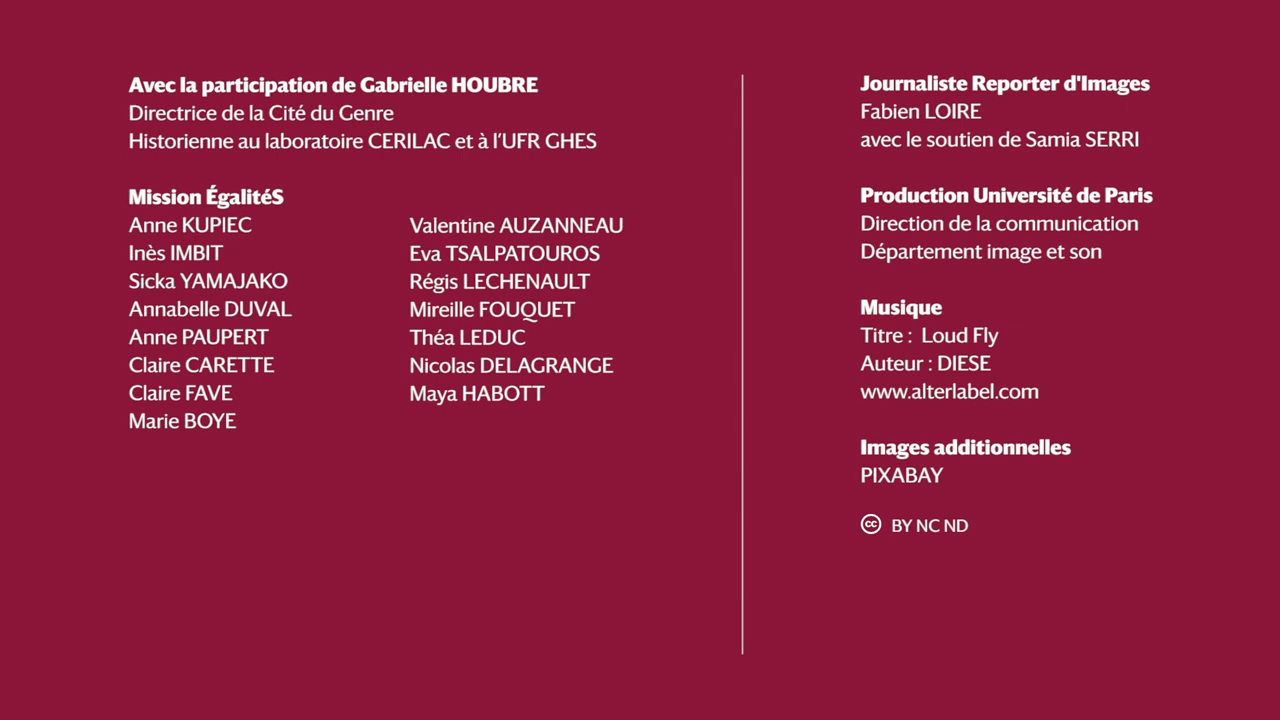 Avec la participation de Gabrielle HOUBRE
Directrice de la Cité du Genre
Historienne au laboratoire CERILAC et à l'UFR GHES
Mission ÉgalitéS
Anne KUPIEC
Inès IMBIT
Sicka YAMAJAKO
Annabelle DUVAL
Anne PAUPERT
Claire CARETTE
Claire FAVE
Marie BOYE
Valentine AUZANNEAU
Eva TSALPATOUROS
Régis LECHENAULT
Mireille FOUQUET
Théa LEDUC
Nicolas DELAGRANGE
Maya HABOTT
Journaliste Reporter d'Images
Fabien LOIRE
avec le soutien de Samia SERRI
Production Université de Paris
Direction de la communication
Département image et son
Musique
Titre : Loud Fly
Auteur : DIESE
www.alterlabel.com
Images additionnelles
PIXABAY
cc BY NC ND